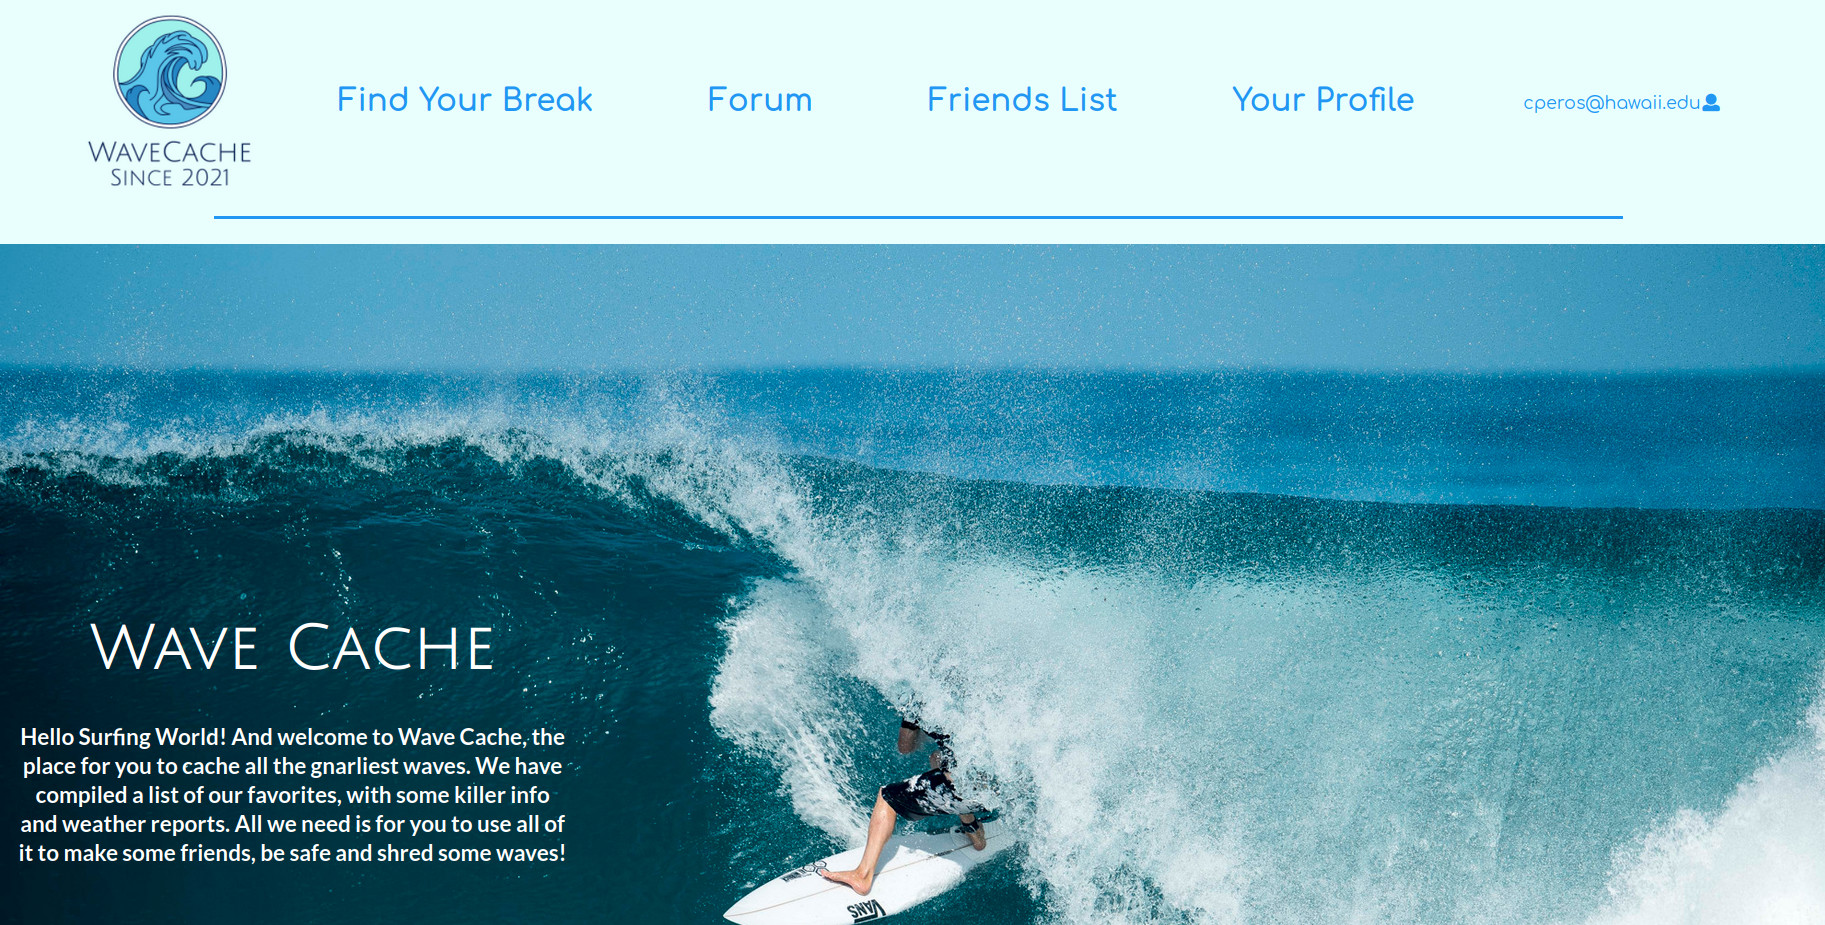 WaveCache
Since 2021
Find Your Break
Forum
Friends List
Your Profile
cperos@hawaii.edu
Wave Cache
Hello Surfing World! And welcome to Wave Cache, the
place for you to cache all the gnarliest waves. We have
compiled a list of our favorites, with some killer info
and weather reports. All we need is for you to use all of
it to make some friends, be safe and shred some waves!
VANS